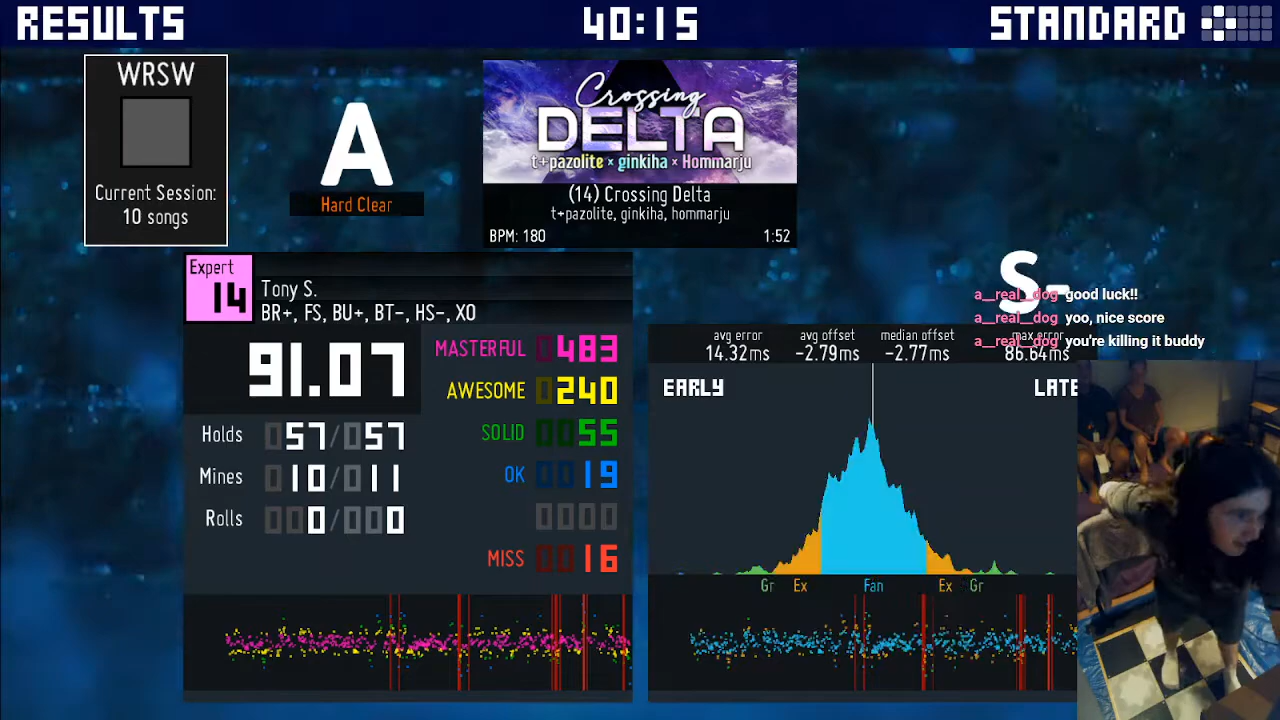 RESULTS
40:15
STANDARD
WRSW
Current Session:
10 songs
A
Hard Clear
Crossing
DELTA
t+pazolite × ginkiha × Hommarju
(14) Crossing Delta
t+pazolite, ginkiha, hommarju
BPM: 180
1:52
S-
a__real__dog good luck!!
a__real__dog yoo, nice score
a__real__dog you're killing it buddy
Expert
14
Tony S.
BR+, FS, BU+, BT-, HS-, XO
91.07
Holds 057/057
Mines 010/011
Rolls 000/000
MASTERFUL 0483
AWESOME 0240
SOLID 0055
OK 0019
0000
MISS 0016
avg error
14.32ms
avg offset
-2.79ms
median offset
-2.77ms
max error
86.64ms
EARLY
LATE
Gr Ex Fan Ex Gr